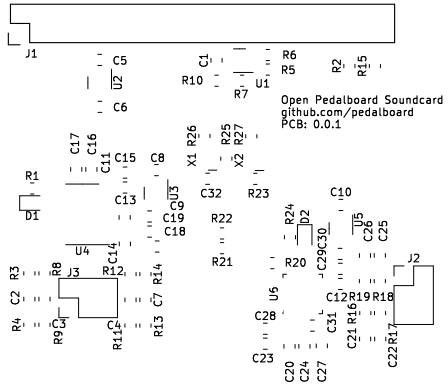 J1
C5
U2
C6
C1
R10
R7
U1
R6
R5
R2
R15
Open Pedalboard Soundcard
github.com/pedalboard
PCB: 0.0.1
R26
X1
R25
X2
R27
C32
R23
C17
C16
C11
C15
C13
C8
U3
C9
C19
C18
R1
D1
U4
C14
R22
R21
R24
D2
C10
C30
U5
C29
R20
U6
C12
C26
C25
R3
R8
J3
R12
R14
C2
C7
R4
C3
R9
C4
R11
R13
C28
C23
C20
C24
C27
C31
R19
R18
R16
C21
R17
C22
J2